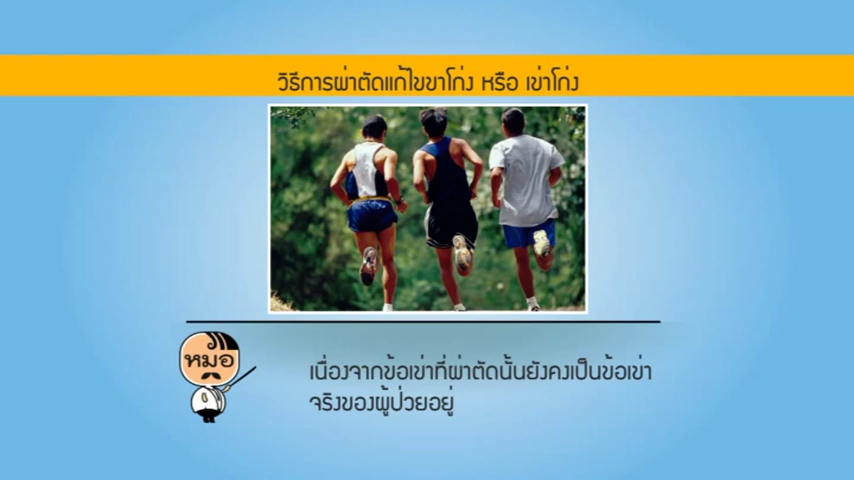 วิธีการผ่าตัดแก้ไขขาโก่ง หรือ เข่าโก่ง
หมอ
เนื่องจากข้อเข่าที่ผ่าตัดนั้นยังคงเป็นข้อเข่า
จริงของผู้ป่วยอยู่